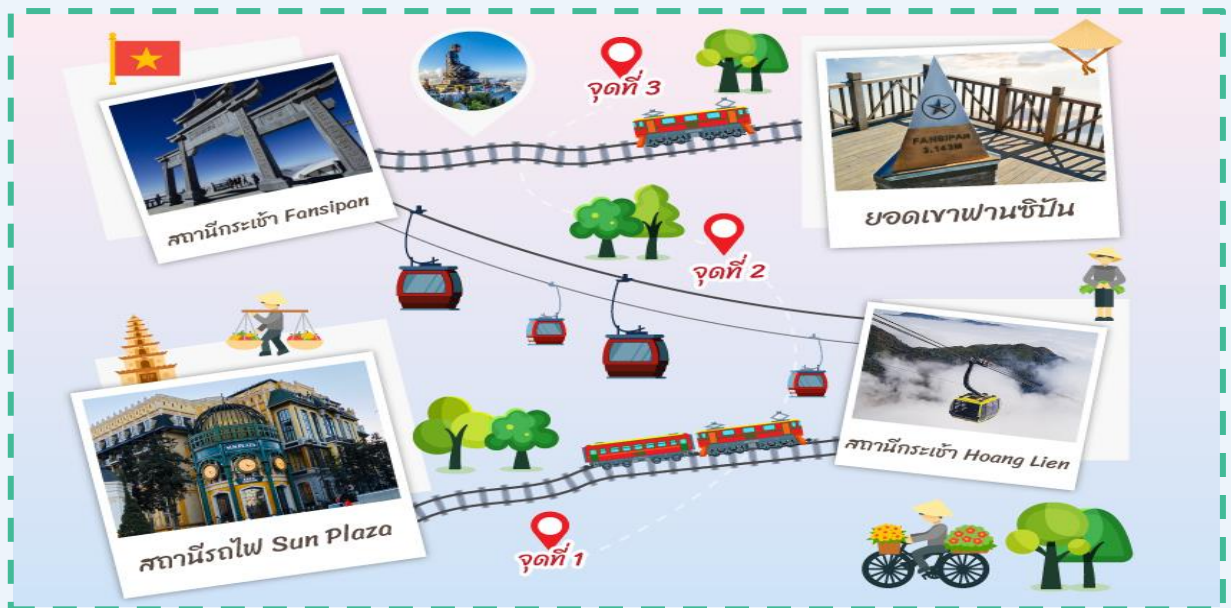 จุดที่ 3
FANSIPAN
3.143M
สถานีกระเช้า Fansipan
ยอดเขาฟานซิปัน
จุดที่ 2
SUN PLAZA
สถานีกระเช้า Hoang Lien
สถานีรถไฟ Sun Plaza
จุดที่ 1